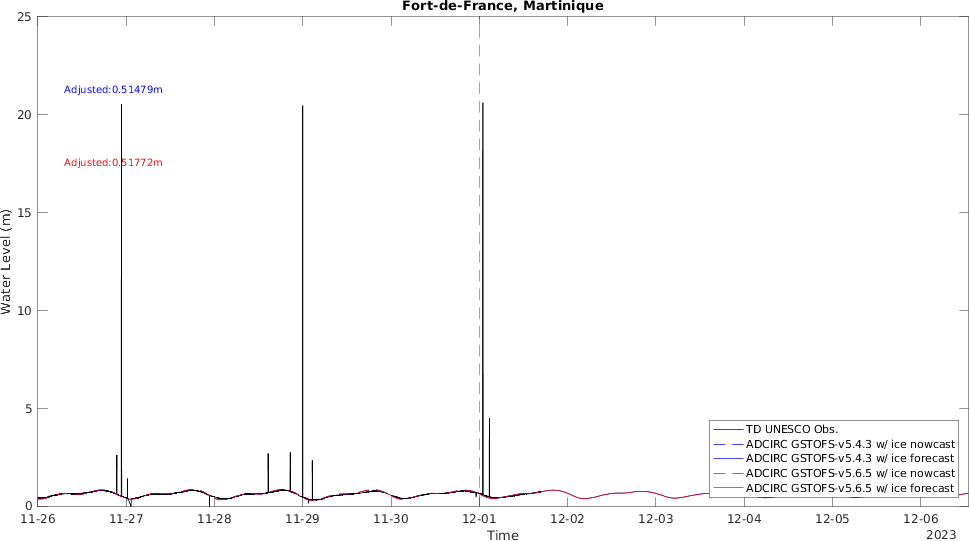 Fort-de-France, Martinique
25
20
15
10
5
0
Water Level (m)
Adjusted:0.51479m
Adjusted:0.51772m
TD UNESCO Obs.
ADCIRC GSTOFS-v5.4.3 w/ ice nowcast
ADCIRC GSTOFS-v5.4.3 w/ ice forecast
ADCIRC GSTOFS-v5.6.5 w/ ice nowcast
ADCIRC GSTOFS-v5.6.5 w/ ice forecast
11-26 11-27 11-28 11-29 11-30 12-01 12-02 12-03 12-04 12-05 12-06
Time
2023